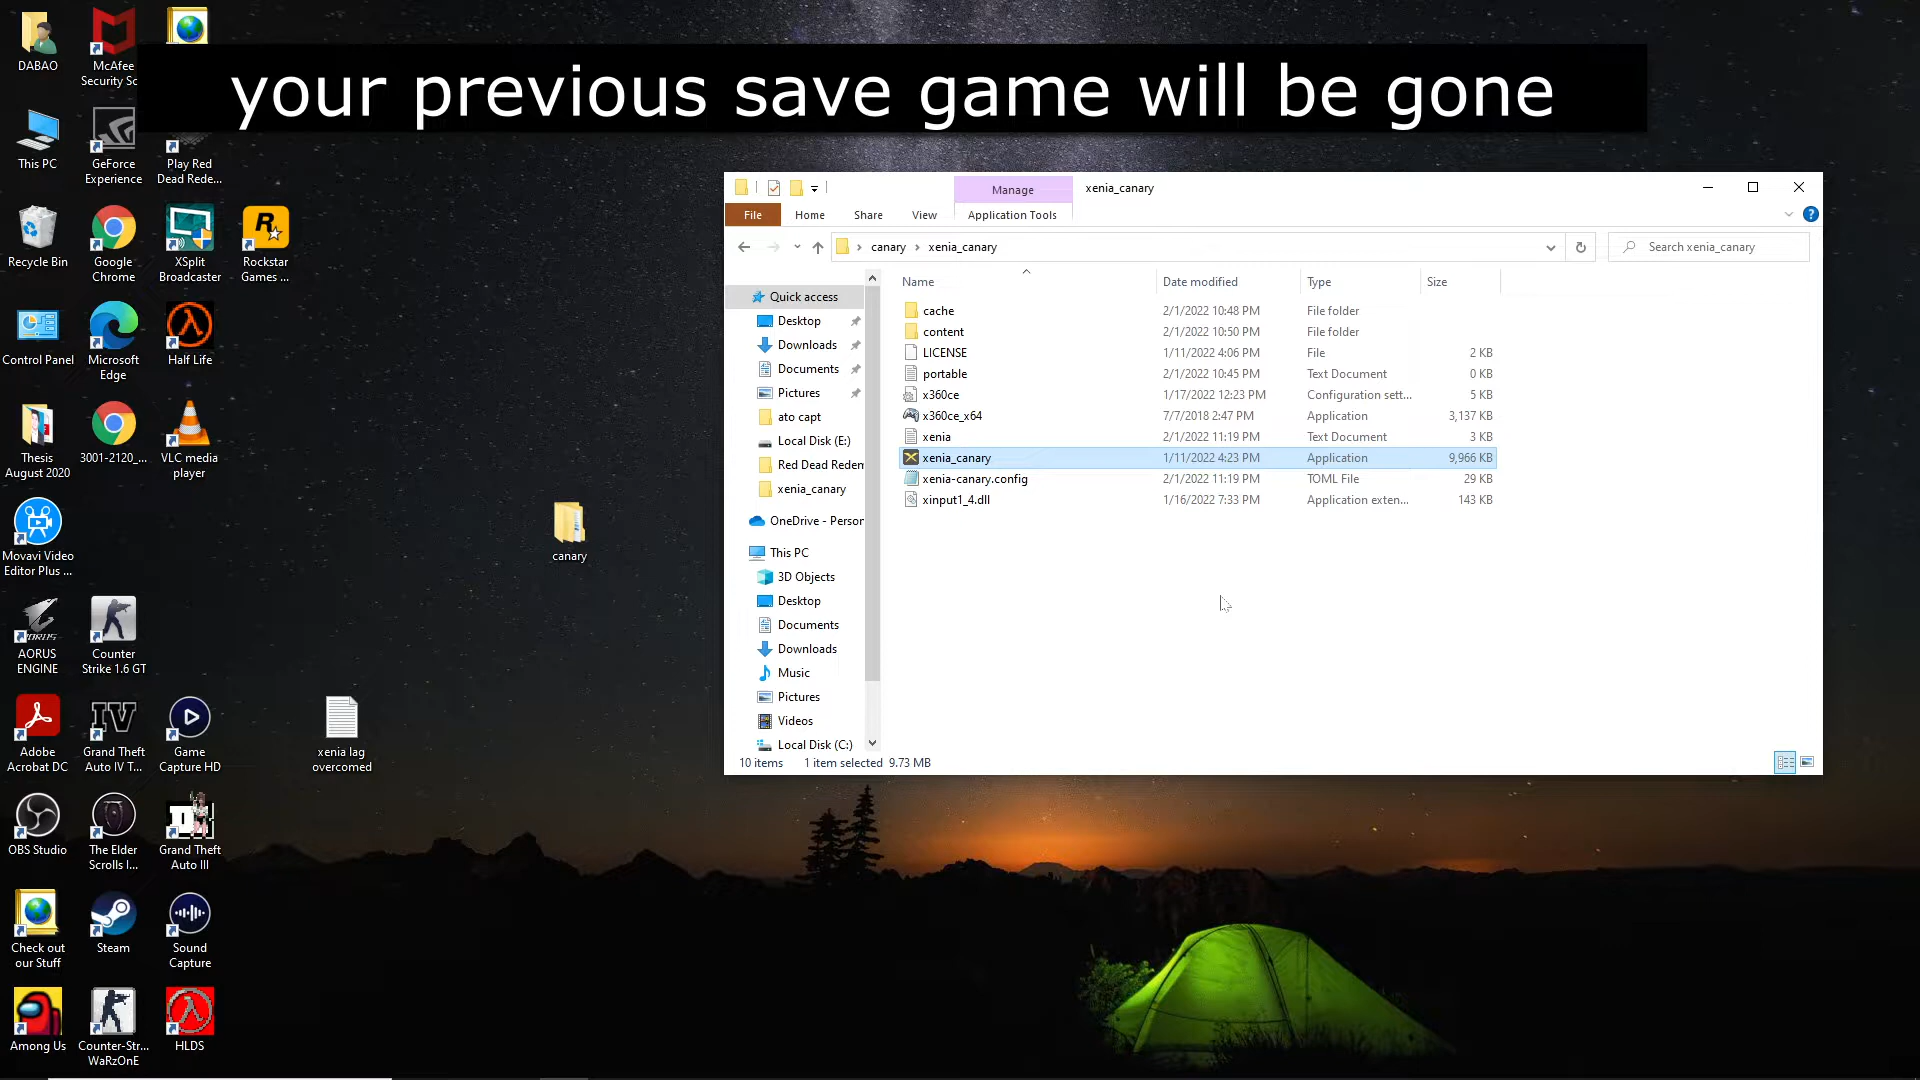 your previous save game will be gone
DABAO
McAfee
Security Sc
This PC
GeForce
Experience
Play Red
Dead Rede...
Recycle Bin
Google
Chrome
XSplit
Broadcaster
Rockstar
Games ...
Control Panel
Microsoft
Edge
Half Life
Thesis
August 2020
3001-2120_...
VLC media
player
Movavi Video
Editor Plus ...
canary
AORUS
ENGINE
Counter
Strike 1.6 GT
Adobe
Acrobat DC
Grand Theft
Auto IV T...
Game
Capture HD
xenia lag
overcomed
OBS Studio
The Elder
Scrolls I...
Grand Theft
Auto III
Check out
our Stuff
Steam
Sound
Capture
Among Us
Counter-Str...
WaRzOnE
HLDS
Manage
xenia_canary
File
Home
Share
View
Application Tools
canary
xenia_canary
Search xenia_canary
Name
Date modified
Type
Size
Quick access
Desktop
Downloads
Documents
Pictures
ato capt
Local Disk (E:)
Red Dead Redem
xenia_canary
OneDrive - Person
This PC
3D Objects
Desktop
Documents
Downloads
Music
Pictures
Videos
Local Disk (C:)
cache 2/1/2022 10:48 PM File folder
content 2/1/2022 10:50 PM File folder
LICENSE 1/11/2022 4:06 PM File 2 KB
portable 2/1/2022 10:45 PM Text Document 0 KB
x360ce 1/17/2022 12:23 PM Configuration sett... 5 KB
x360ce_x64 7/7/2018 2:47 PM Application 3,137 KB
xenia 2/1/2022 11:19 PM Text Document 3 KB
xenia_canary 1/11/2022 4:23 PM Application 9,966 KB
xenia-canary.config 2/1/2022 11:19 PM TOML File 29 KB
xinput1_4.dll 1/16/2022 7:33 PM Application exten... 143 KB
10 items 1 item selected 9.73 MB